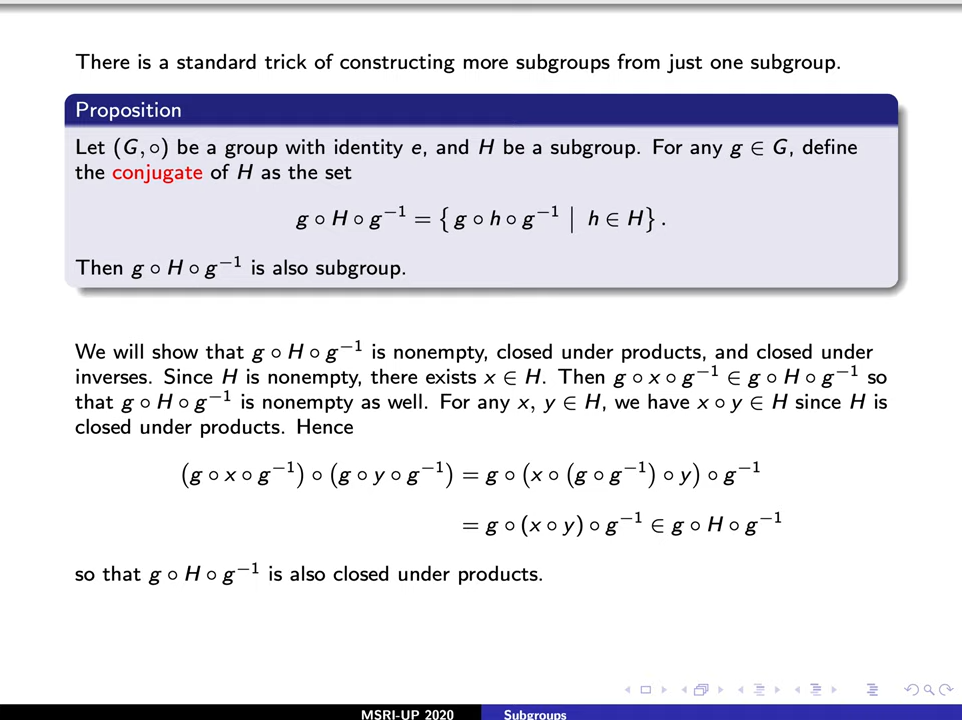 There is a standard trick of constructing more subgroups from just one subgroup.
Proposition
Let (G, ∘) be a group with identity e, and H be a subgroup. For any g ∈ G, define
the conjugate of H as the set
g ∘ H ∘ g⁻¹ = { g ∘ h ∘ g⁻¹ | h ∈ H } .
Then g ∘ H ∘ g⁻¹ is also subgroup.
We will show that g ∘ H ∘ g⁻¹ is nonempty, closed under products, and closed under
inverses. Since H is nonempty, there exists x ∈ H. Then g ∘ x ∘ g⁻¹ ∈ g ∘ H ∘ g⁻¹ so
that g ∘ H ∘ g⁻¹ is nonempty as well. For any x, y ∈ H, we have x ∘ y ∈ H since H is
closed under products. Hence
(g ∘ x ∘ g⁻¹) ∘ (g ∘ y ∘ g⁻¹) = g ∘ (x ∘ (g ∘ g⁻¹) ∘ y) ∘ g⁻¹
= g ∘ (x ∘ y) ∘ g⁻¹ ∈ g ∘ H ∘ g⁻¹
so that g ∘ H ∘ g⁻¹ is also closed under products.
MSRI-UP 2020 Subgroups